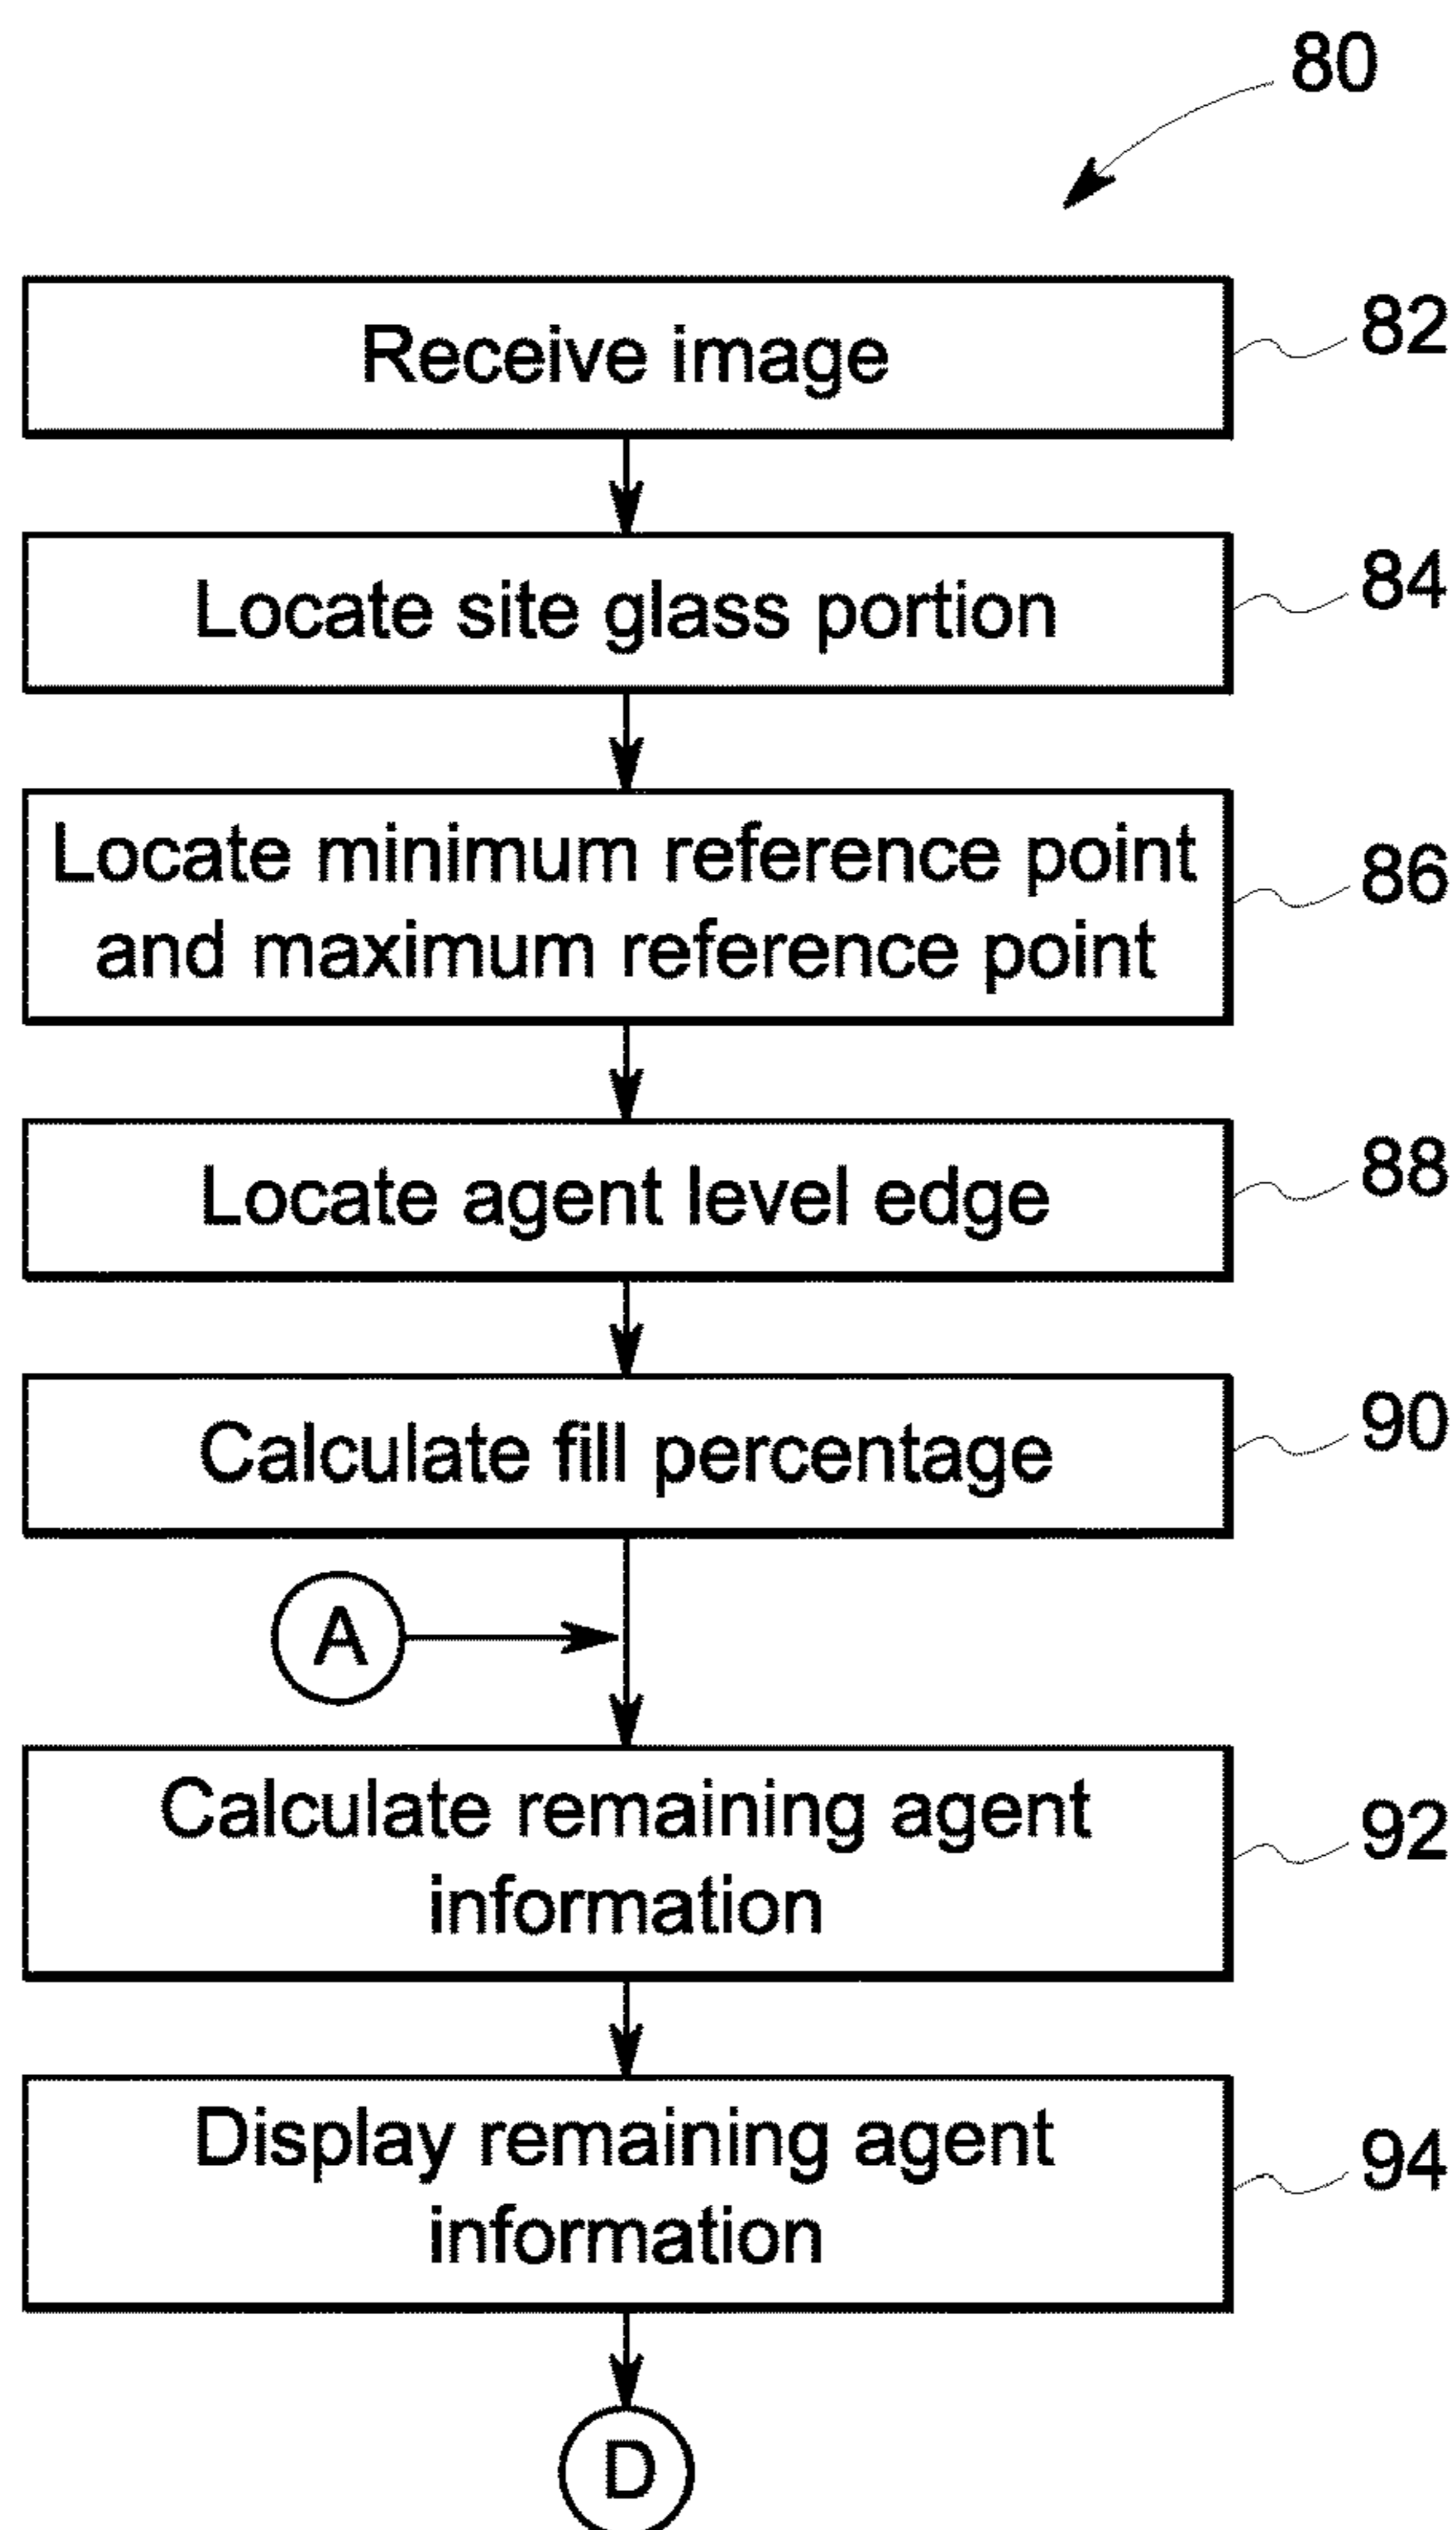 80
Receive image
82
Locate site glass portion
84
Locate minimum reference point
and maximum reference point
86
Locate agent level edge
88
Calculate fill percentage
90
A
Calculate remaining agent
information
92
Display remaining agent
information
94
D